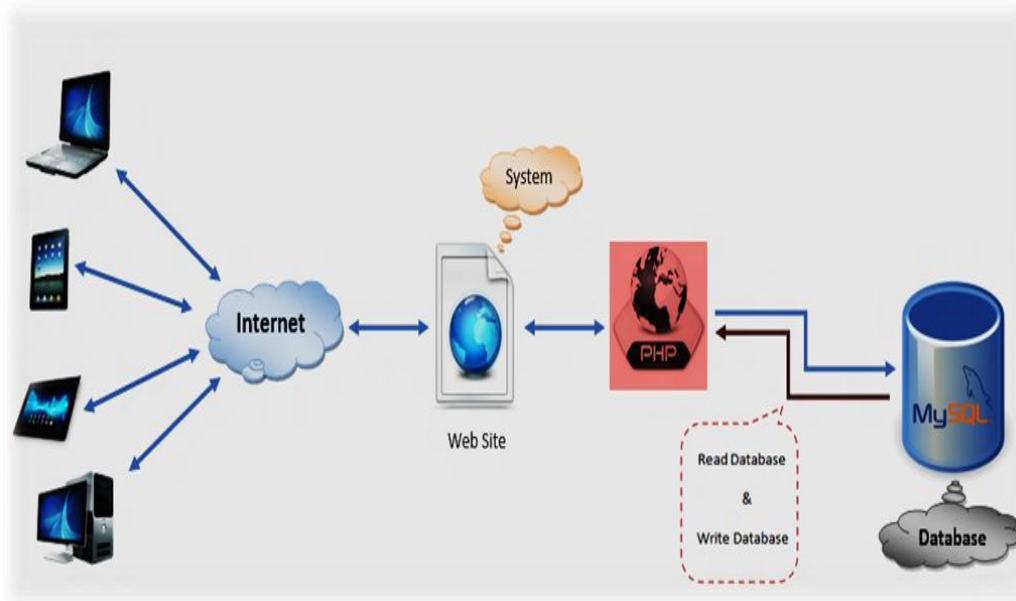 System
Internet
PHP
MySQL
Web Site
Read Database
&
Write Database
Database